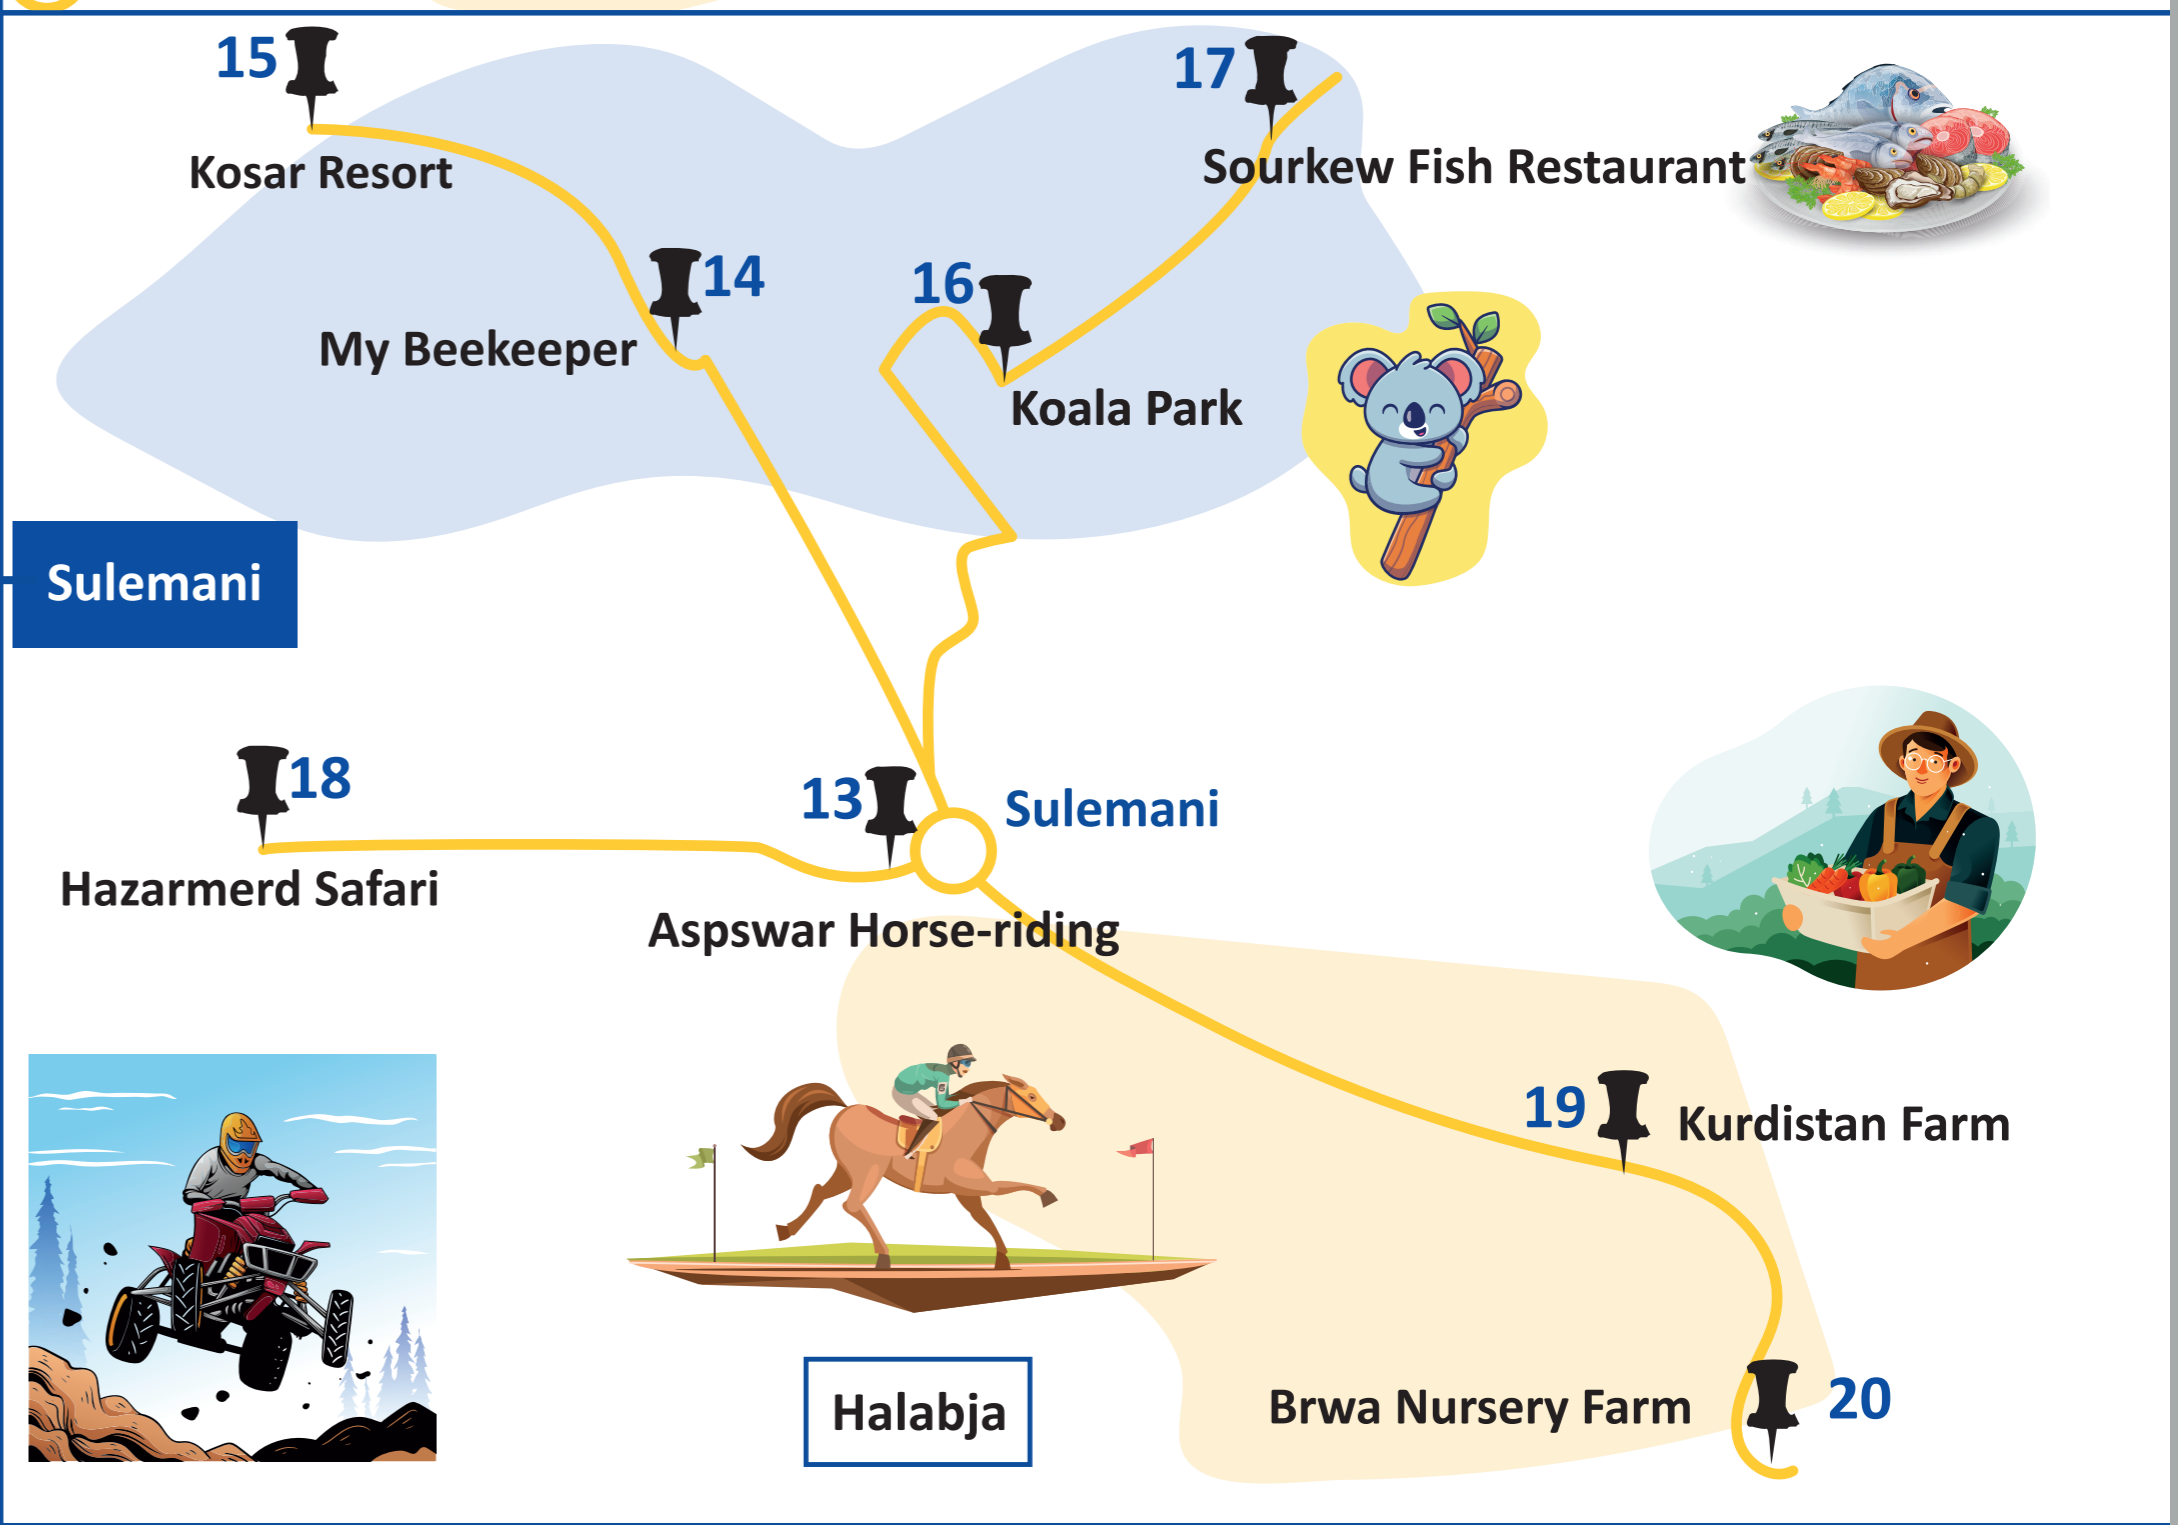 15
17
Kosar Resort
Sourkew Fish Restaurant
14
16
My Beekeeper
Koala Park
Sulemani
18
13
Sulemani
Hazarmerd Safari
Aspswar Horse-riding
19
Kurdistan Farm
Halabja
Brwa Nursery Farm
20